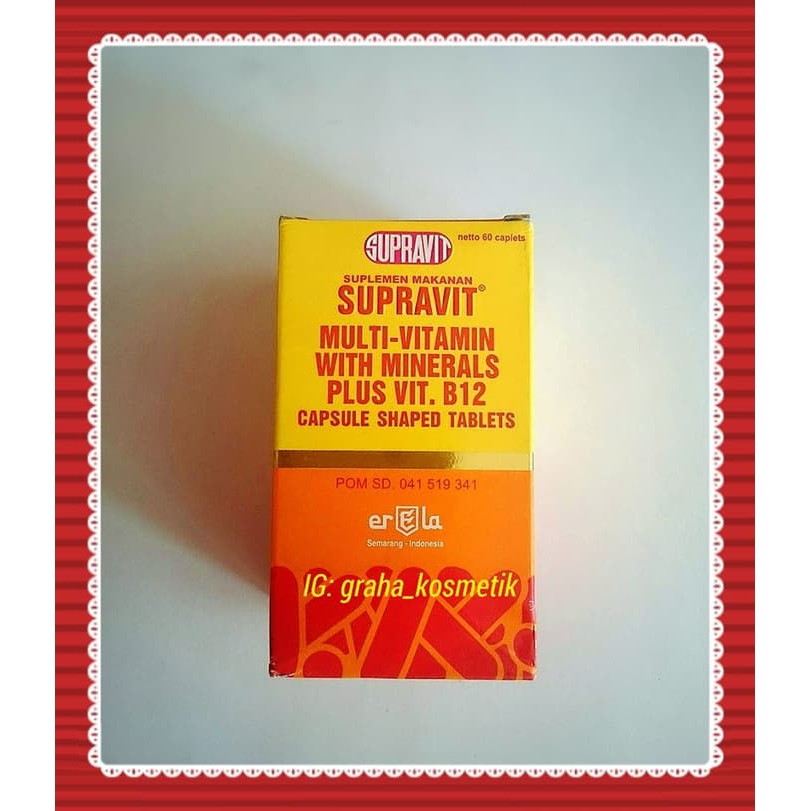 SUPRAVIT
netto 60 caplets
SUPLEMEN MAKANAN
SUPRAVIT®
MULTI-VITAMIN
WITH MINERALS
PLUS VIT. B12
CAPSULE SHAPED TABLETS
POM SD. 041 519 341
erEla
Semarang - Indonesia
IG: graha_kosmetik